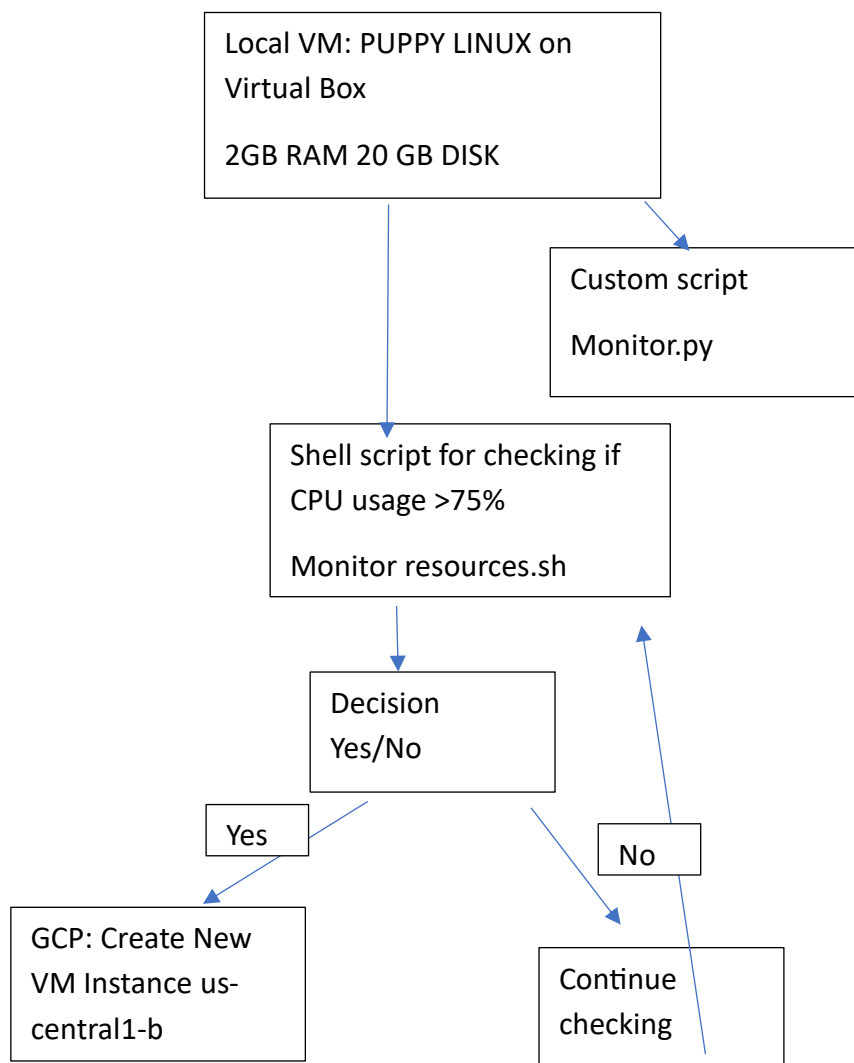 Local VM: PUPPY LINUX on
Virtual Box
2GB RAM 20 GB DISK
Custom script
Monitor.py
Shell script for checking if
CPU usage >75%
Monitor resources.sh
Decision
Yes/No
Yes
No
GCP: Create New
VM Instance us-
central1-b
Continue
checking